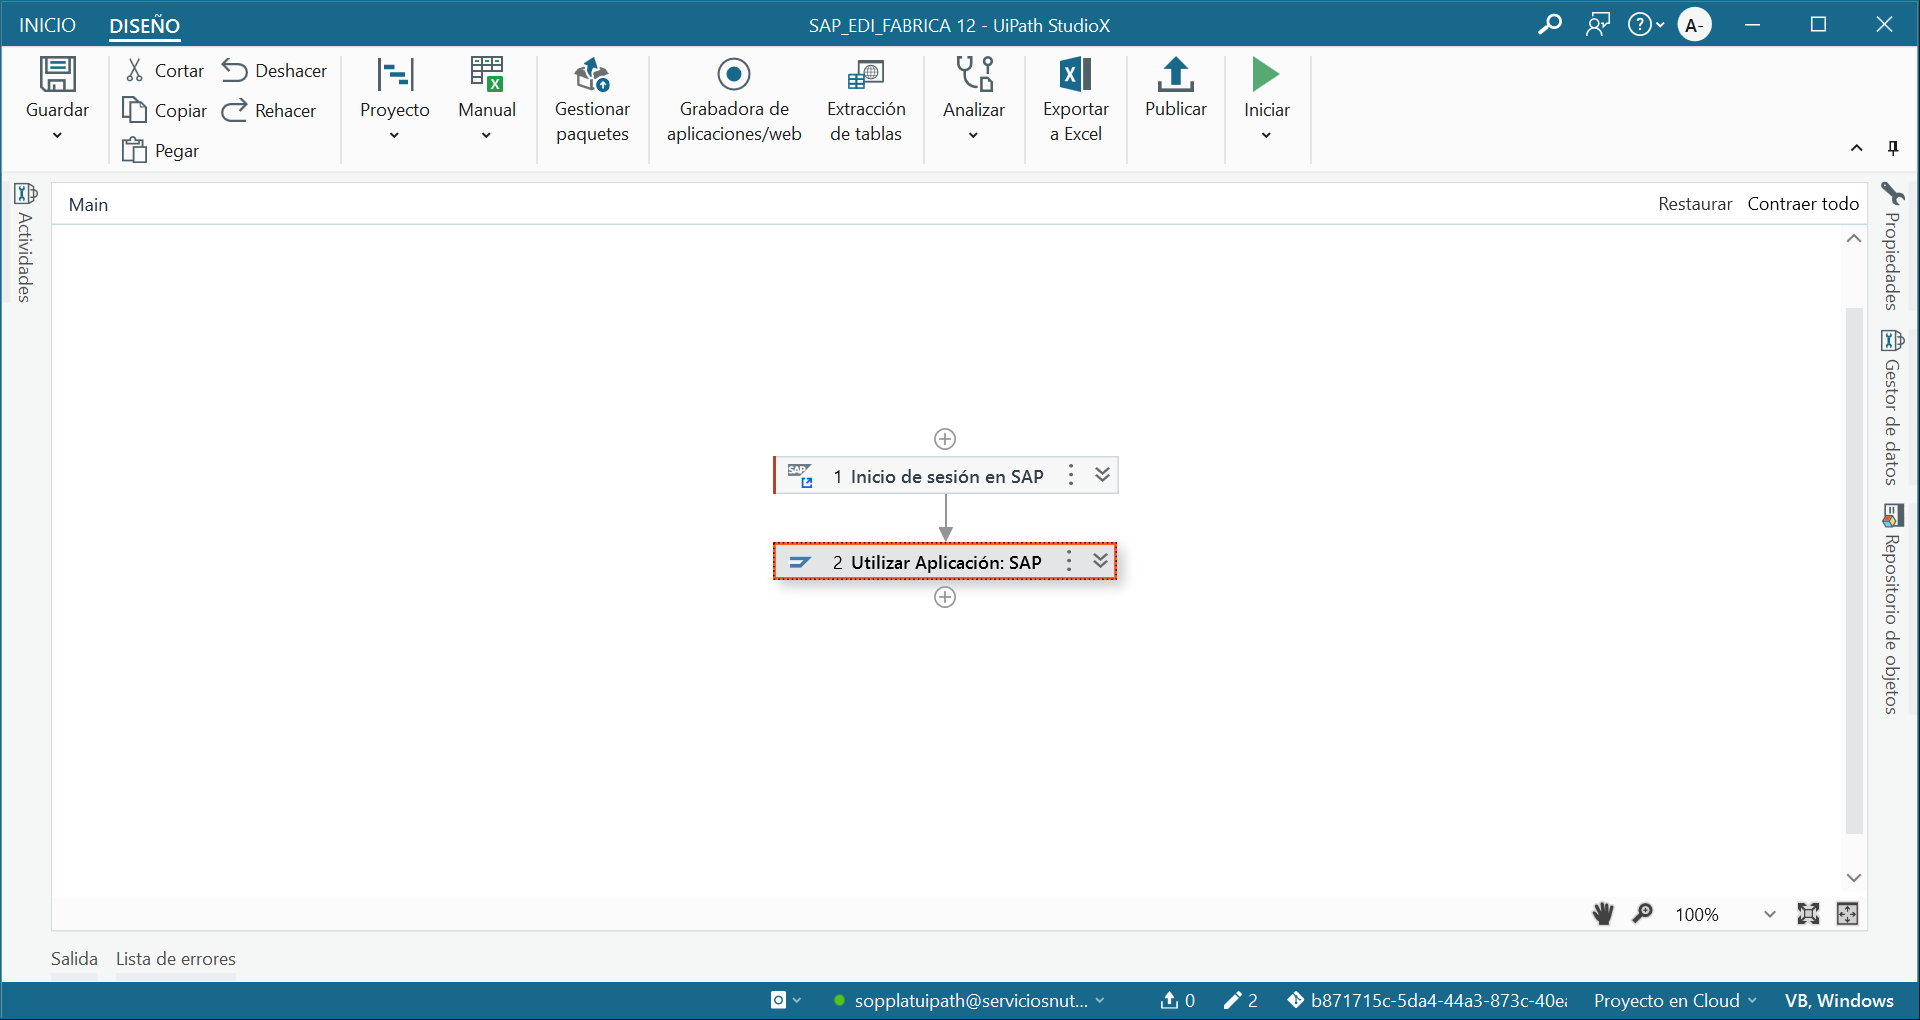 INICIO DISEÑO SAP_EDI_FABRICA 12 - UiPath StudioX A-
Guardar
Cortar Deshacer
Copiar Rehacer
Pegar
Proyecto
Manual
Gestionar
paquetes
Grabadora de
aplicaciones/web
Extracción
de tablas
Analizar
Exportar
a Excel
Publicar
Iniciar
Actividades
Main Restaurar Contraer todo
Propiedades
Gestor de datos
Repositorio de objetos
SAP 1 Inicio de sesión en SAP
2 Utilizar Aplicación: SAP
100%
Salida Lista de errores
sopplatuipath@serviciosnut... 0 2 b871715c-5da4-44a3-873c-40ea Proyecto en Cloud VB, Windows